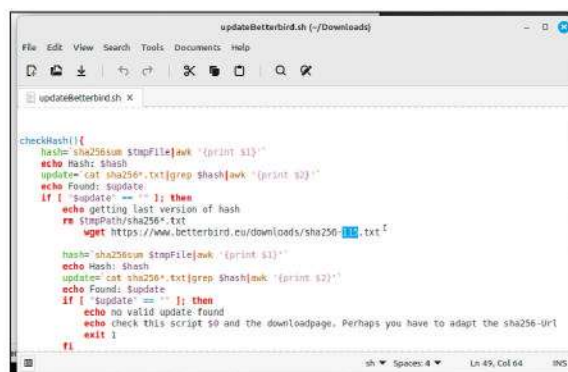 updateBetterbird.sh (~/Downloads)
File Edit View Search Tools Documents Help
updateBetterbird.sh ×
checkHash(){
hash=`sha256sum $tmpFile|awk '{print $1}'`
echo Hash: $hash
update=`cat sha256*.txt|grep $hash|awk '{print $2}'`
echo Found: $update
if [ "$update" == "" ]; then
echo getting last version of hash
rm $tmpPath/sha256*.txt
wget https://www.betterbird.eu/downloads/sha256-115.txt
hash=`sha256sum $tmpFile|awk '{print $1}'`
echo Hash: $hash
update=`cat sha256*.txt|grep $hash|awk '{print $2}'`
echo Found: $update
if [ "$update" == "" ]; then
echo no valid update found
echo check this script $0 and the downloadpage. Perhaps you have to adapt the sha256-Url
exit 1
fi
sh Spaces: 4 Ln 49, Col 64 INS